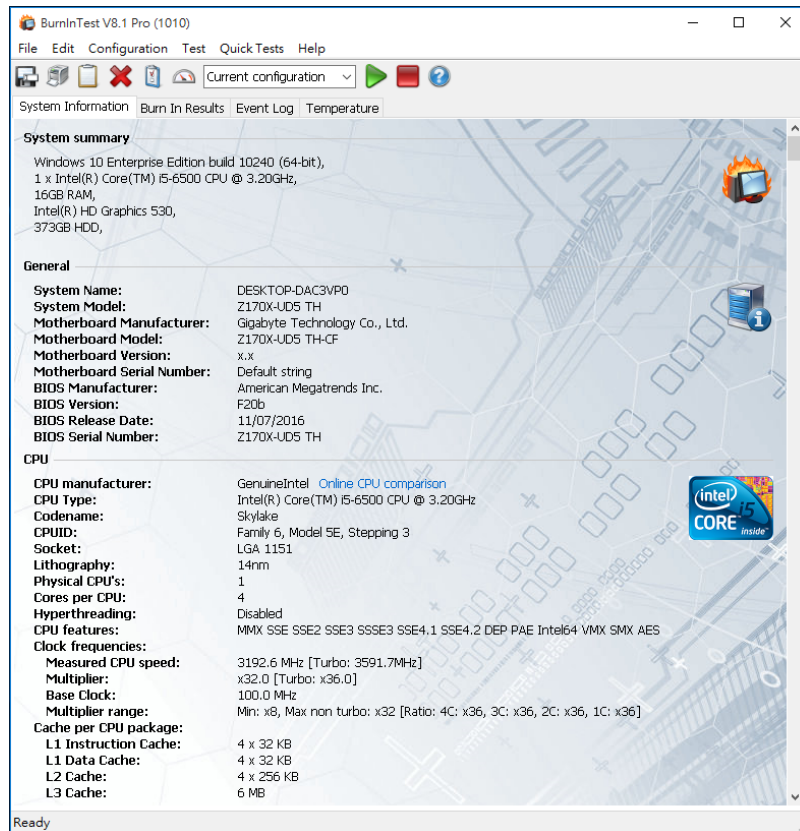 BurnInTest V8.1 Pro (1010)
File Edit Configuration Test Quick Tests Help
Current configuration
System Information Burn In Results Event Log Temperature
System summary
Windows 10 Enterprise Edition build 10240 (64-bit),
1 x Intel(R) Core(TM) i5-6500 CPU @ 3.20GHz,
16GB RAM,
Intel(R) HD Graphics 530,
373GB HDD,
General
System Name: DESKTOP-DAC3VP0
System Model: Z170X-UD5 TH
Motherboard Manufacturer: Gigabyte Technology Co., Ltd.
Motherboard Model: Z170X-UD5 TH-CF
Motherboard Version: x.x
Motherboard Serial Number: Default string
BIOS Manufacturer: American Megatrends Inc.
BIOS Version: F20b
BIOS Release Date: 11/07/2016
BIOS Serial Number: Z170X-UD5 TH
CPU
CPU manufacturer: GenuineIntel Online CPU comparison
CPU Type: Intel(R) Core(TM) i5-6500 CPU @ 3.20GHz
Codename: Skylake
CPUID: Family 6, Model 5E, Stepping 3
Socket: LGA 1151
Lithography: 14nm
Physical CPU's: 1
Cores per CPU: 4
Hyperthreading: Disabled
CPU features: MMX SSE SSE2 SSE3 SSSE3 SSE4.1 SSE4.2 DEP PAE Intel64 VMX SMX AES
Clock frequencies:
Measured CPU speed: 3192.6 MHz [Turbo: 3591.7MHz]
Multiplier: x32.0 [Turbo: x36.0]
Base Clock: 100.0 MHz
Multiplier range: Min: x8, Max non turbo: x32 [Ratio: 4C: x36, 3C: x36, 2C: x36, 1C: x36]
Cache per CPU package:
L1 Instruction Cache: 4 x 32 KB
L1 Data Cache: 4 x 32 KB
L2 Cache: 4 x 256 KB
L3 Cache: 6 MB
intel
CORE i5
inside™
Ready